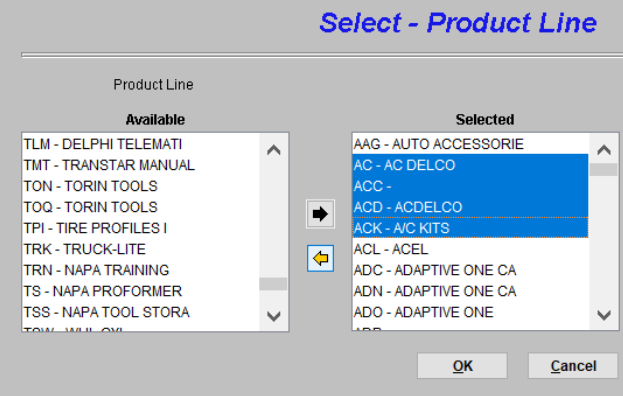 Select - Product Line
Product Line
Available
TLM - DELPHI TELEMATI
TMT - TRANSTAR MANUAL
TON - TORIN TOOLS
TOQ - TORIN TOOLS
TPI - TIRE PROFILES I
TRK - TRUCK-LITE
TRN - NAPA TRAINING
TS - NAPA PROFORMER
TSS - NAPA TOOL STORA
Selected
AAG - AUTO ACCESSORIE
AC - AC DELCO
ACC -
ACD - ACDELCO
ACK - A/C KITS
ACL - ACEL
ADC - ADAPTIVE ONE CA
ADN - ADAPTIVE ONE CA
ADO - ADAPTIVE ONE
OK
Cancel